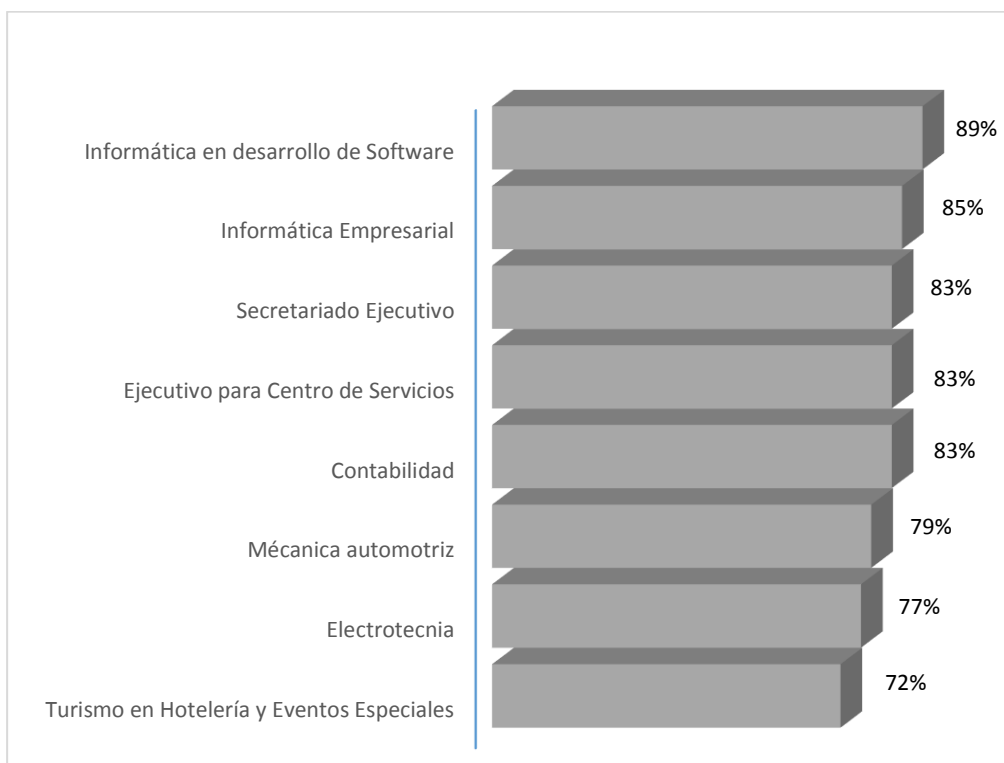 Informática en desarrollo de Software 89%
Informática Empresarial 85%
Secretariado Ejecutivo 83%
Ejecutivo para Centro de Servicios 83%
Contabilidad 83%
Mécanica automotriz 79%
Electrotecnia 77%
Turismo en Hotelería y Eventos Especiales 72%